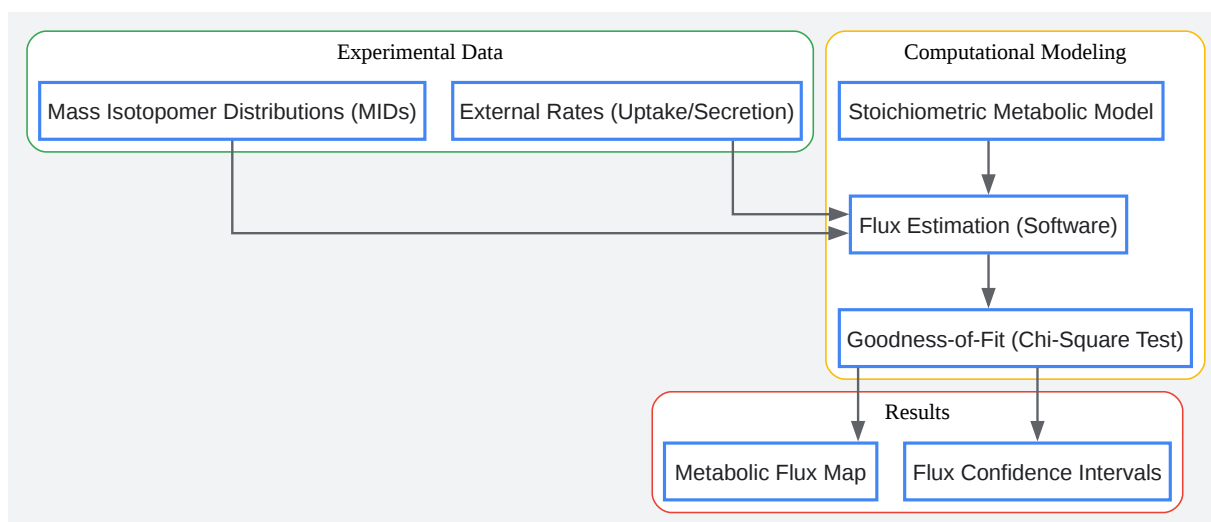 Experimental Data
Mass Isotopomer Distributions (MIDs)
External Rates (Uptake/Secretion)
Computational Modeling
Stoichiometric Metabolic Model
Flux Estimation (Software)
Goodness-of-Fit (Chi-Square Test)
Results
Metabolic Flux Map
Flux Confidence Intervals